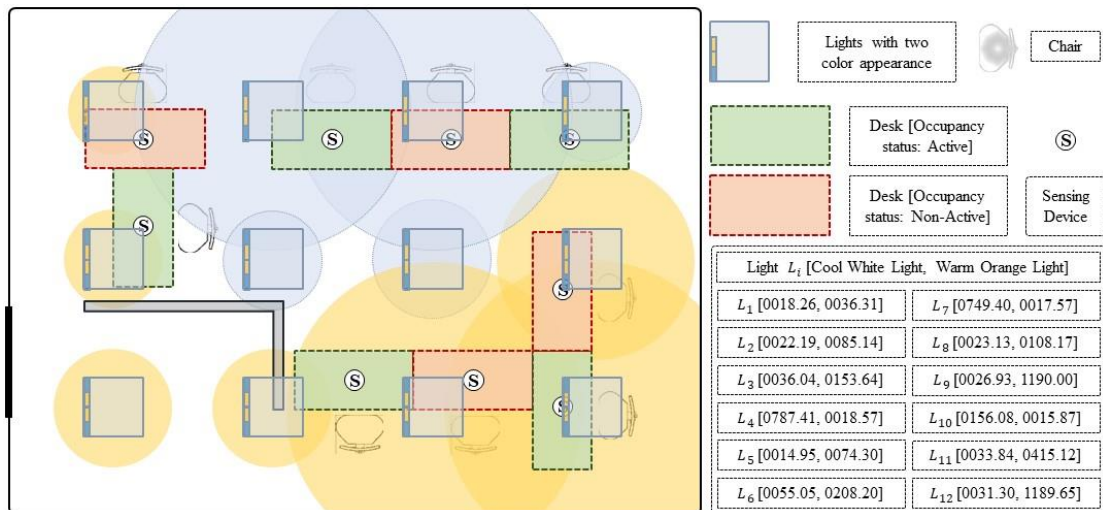 S
S
S
S
S
S
S
S
S
Lights with two
color appearance
Chair
Desk [Occupancy
status: Active]
S
Desk [Occupancy
status: Non-Active]
Sensing
Device
Light L_i [Cool White Light, Warm Orange Light]
L_1 [0018.26, 0036.31]
L_7 [0749.40, 0017.57]
L_2 [0022.19, 0085.14]
L_8 [0023.13, 0108.17]
L_3 [0036.04, 0153.64]
L_9 [0026.93, 1190.00]
L_4 [0787.41, 0018.57]
L_10 [0156.08, 0015.87]
L_5 [0014.95, 0074.30]
L_11 [0033.84, 0415.12]
L_6 [0055.05, 0208.20]
L_12 [0031.30, 1189.65]